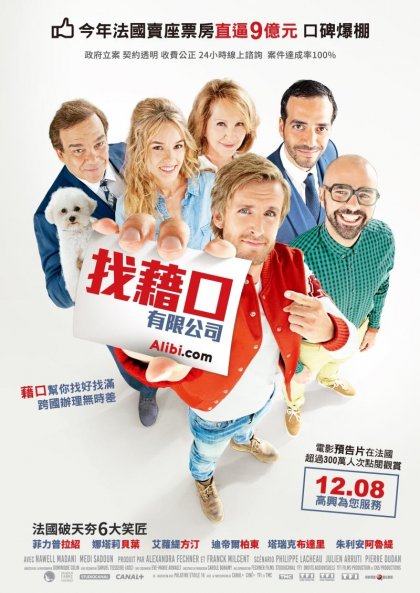 今年法國賣座票房直逼9億元 口碑爆棚
政府立案 契約透明 收費公正 24小時線上諮詢 案件達成率100%
找藉口
有限公司
Alibi.com
藉口幫你找好找滿
跨國辦理無時差
電影預告片在法國
超過300萬人次點閱觀賞
12.08
高興為您服務
法國破天夯6大笑匠
菲力普拉紹 娜塔莉貝葉 艾蘿緹方汀 迪帝爾柏東 塔瑞克布達里 朱利安阿魯緹
AVEC NAWELL MADANI MEDI SADOUN PRODUIT PAR ALEXANDRA FECHNER ET FRANCK MILCENT SCÉNARIO PHILIPPE LACHEAU JULIEN ARRUTI PIERRE DUDAN
STUDIOCANAL CANAL+ TMC TF1